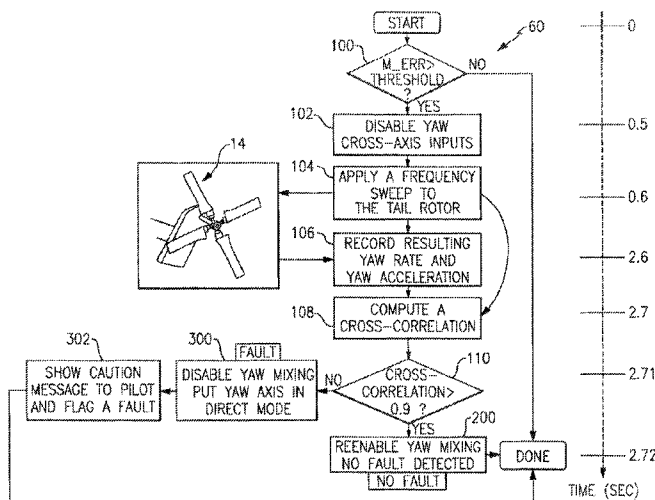 START
60
0
100
M_ERR>
THRESHOLD
?
NO
YES
102
DISABLE YAW
CROSS-AXIS INPUTS
0.5
14
104
APPLY A FREQUENCY
SWEEP TO
THE TAIL ROTOR
0.6
106
RECORD RESULTING
YAW RATE AND
YAW ACCELERATION
2.6
108
COMPUTE A
CROSS-CORRELATION
2.7
302
SHOW CAUTION
MESSAGE TO PILOT
AND FLAG A FAULT
300
FAULT
DISABLE YAW MIXING
PUT YAW AXIS IN
DIRECT MODE
NO
110
CROSS-
CORRELATION>
0.9 ?
2.71
YES
200
REENABLE YAW MIXING
NO FAULT DETECTED
NO FAULT
DONE
2.72
TIME (SEC)